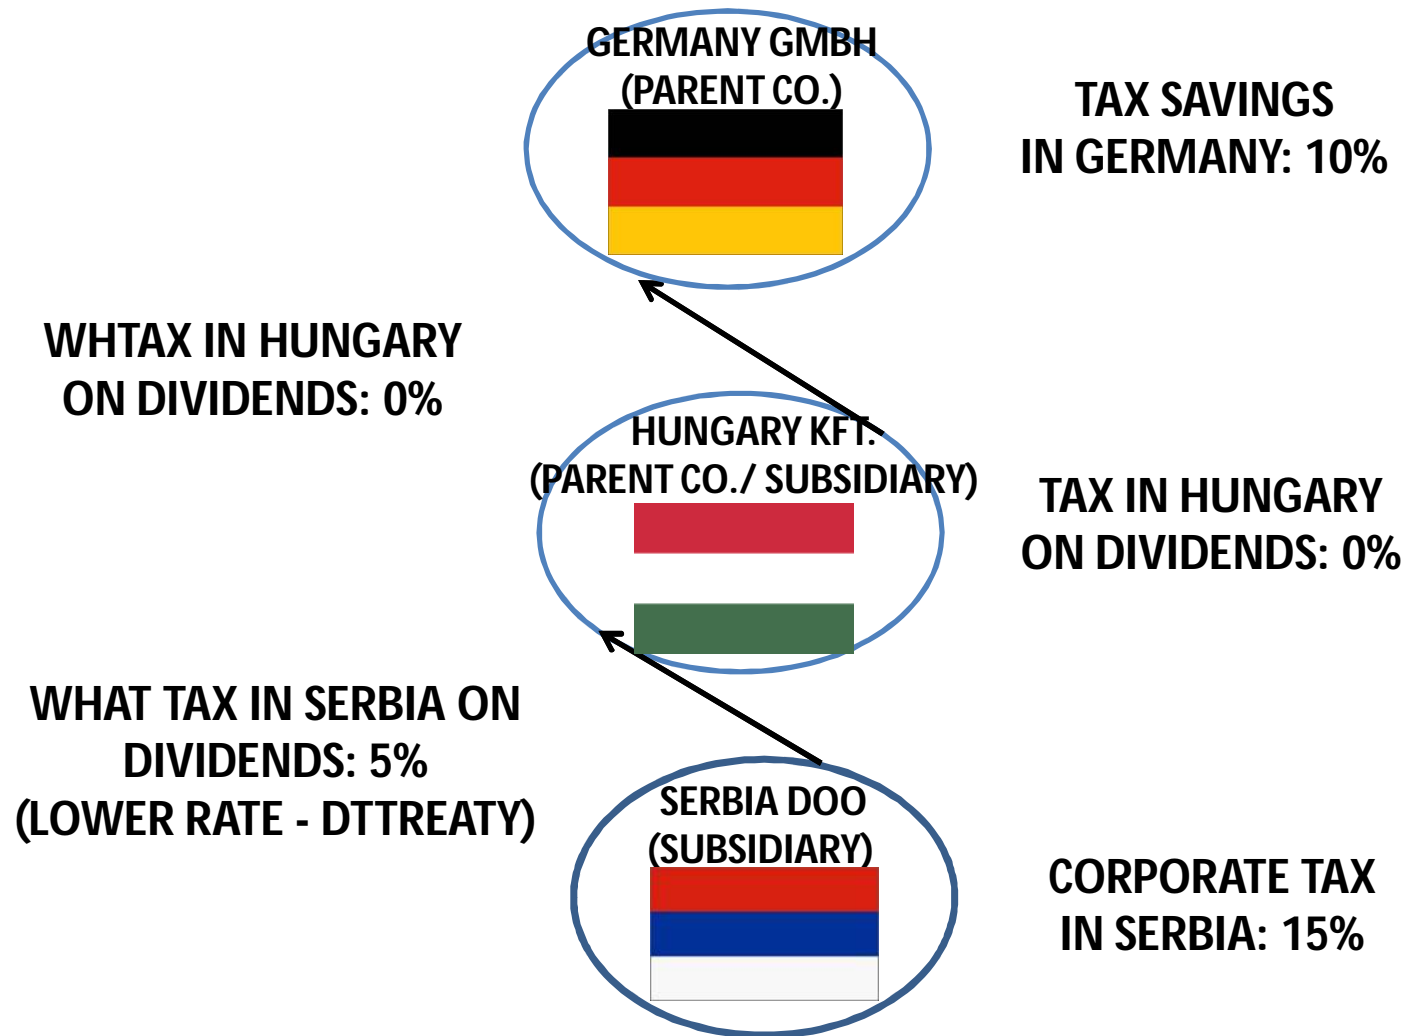 GERMANY GMBH
(PARENT CO.)
TAX SAVINGS
IN GERMANY: 10%
WHTAX IN HUNGARY
ON DIVIDENDS: 0%
HUNGARY KFT.
(PARENT CO./ SUBSIDIARY)
TAX IN HUNGARY
ON DIVIDENDS: 0%
WHAT TAX IN SERBIA ON
DIVIDENDS: 5%
(LOWER RATE - DTTREATY)
SERBIA DOO
(SUBSIDIARY)
CORPORATE TAX
IN SERBIA: 15%